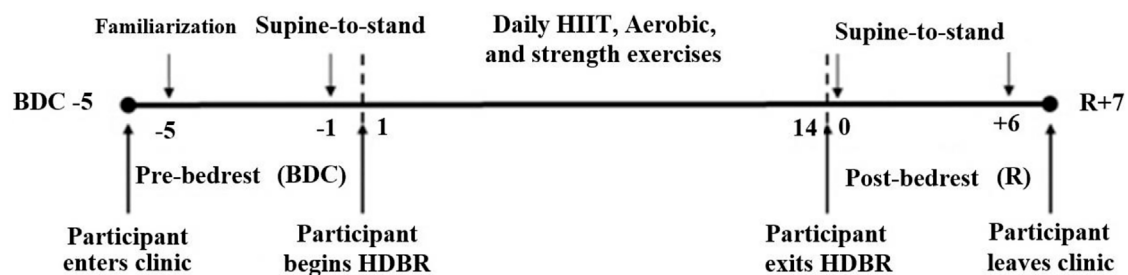 Familiarization
Supine-to-stand
Daily HIIT, Aerobic,
and strength exercises
Supine-to-stand
BDC -5
R+7
-5
-1
1
14
0
+6
Pre-bedrest (BDC)
Post-bedrest (R)
Participant
enters clinic
Participant
begins HDBR
Participant
exits HDBR
Participant
leaves clinic